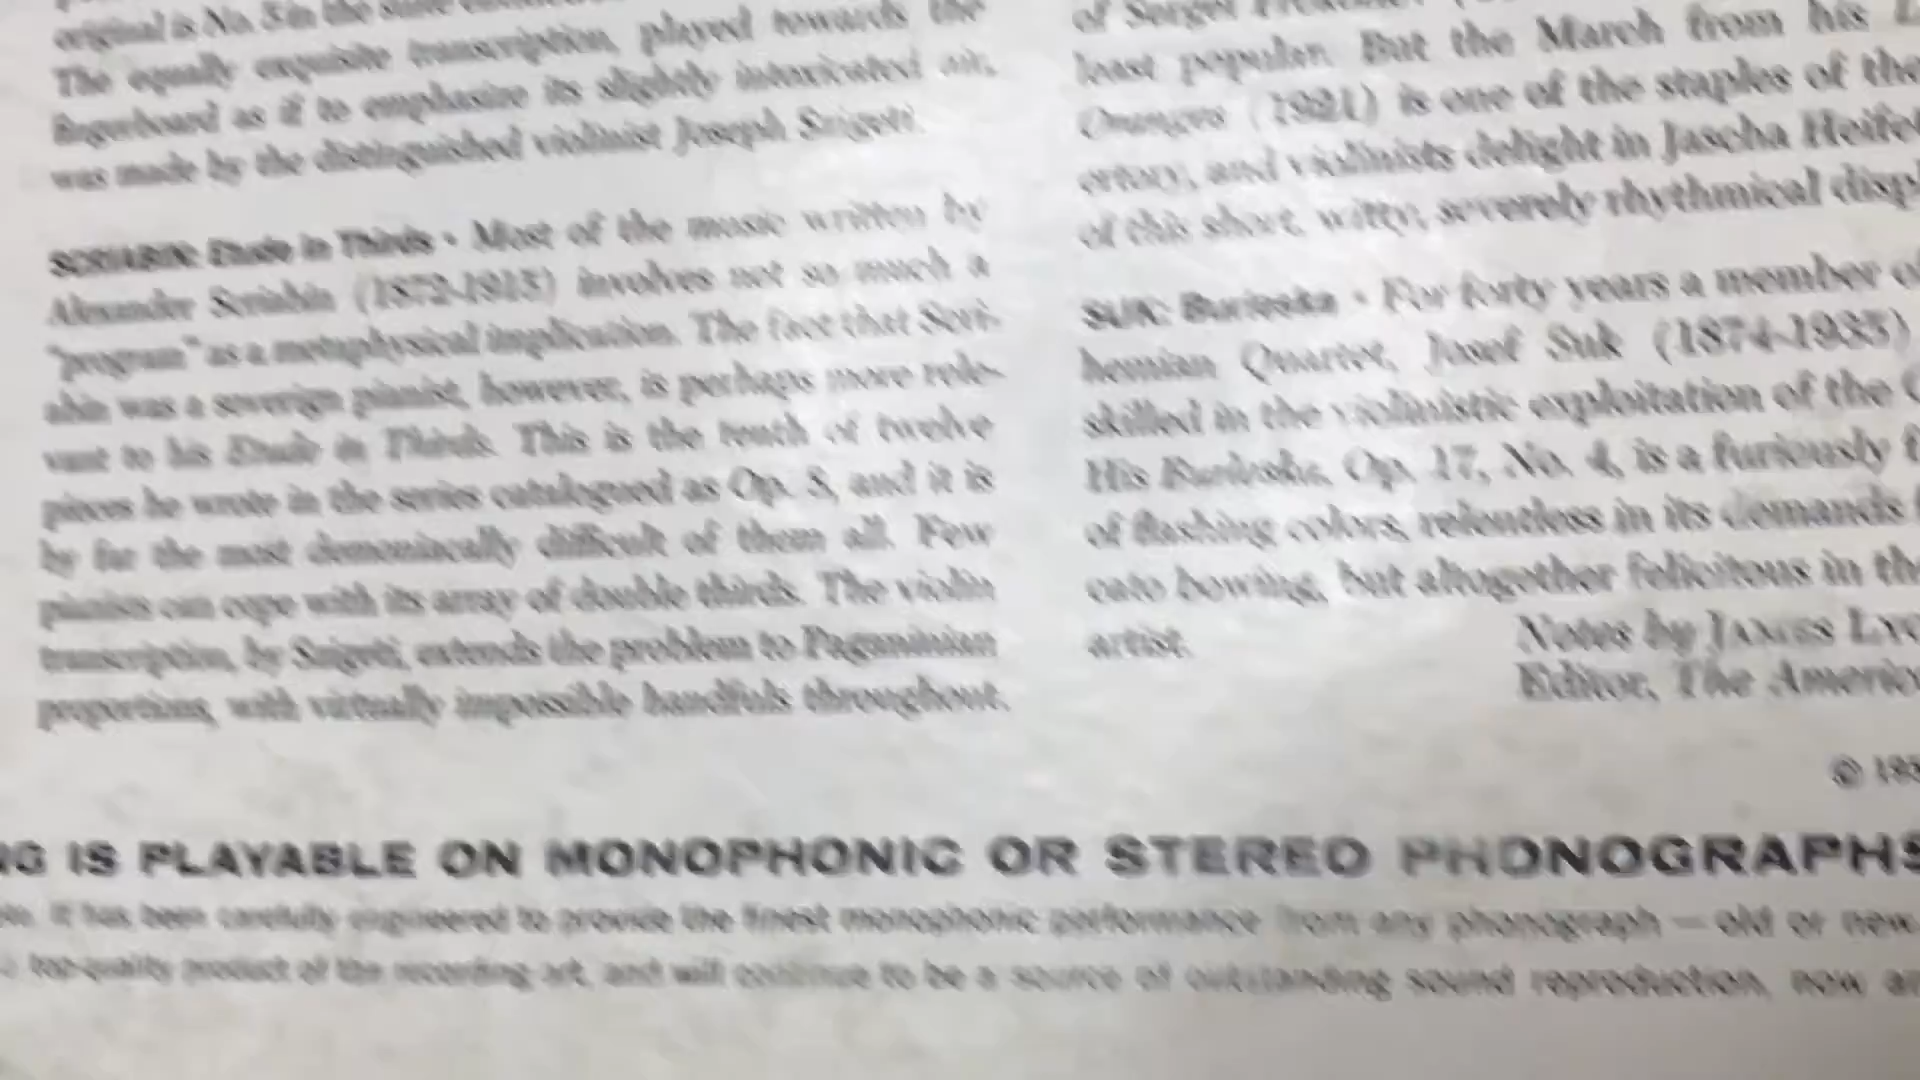 original is No. 5 in the same
The equally exquisite transcription, played towards the
fingerboard as if to emphasize its slightly intoxicated air,
was made by the distinguished violinist Joseph Szigeti.
SCRIABIN: Etude in Thirds • Most of the music written by
Alexander Scriabin (1872-1915) involves not so much a
"program" as a metaphysical implication. The fact that Scri-
abin was a soverign pianist, however, is perhaps more rele-
vant to his Etude in Thirds. This is the tenth of twelve
pieces he wrote in the series catalogued as Op. 8, and it is
by far the most demoniacally difficult of them all. Few
pianists can cope with its array of double thirds. The violin
transcription, by Szigeti, extends the problem to Paganinian
proportions, with virtually impossible handfuls throughout.
of Sergei
least popular. But the March from his
Oranges (1921) is one of the staples of the
ertory, and violinists delight in Jascha Heife
of this short, witty, severely rhythmical displ
SUK: Burleska • For forty years a member of
hemian Quartet, Josef Suk (1874-1935)
skilled in the violinistic exploitation of the
His Burleska, Op. 17, No. 4, is a furiously f
of flashing colors, relentless in its demands
cato bowing, but altogether felicitous in the
artist.
Notes by JAMES LYO
Editor, The America
© 195
NG IS PLAYABLE ON MONOPHONIC OR STEREO PHONOGRAPHS
It has been carefully engineered to provide the finest monophonic performance from any phonograph — old or new.
top-quality product of the recording art, and will continue to be a source of outstanding sound reproduction, now an